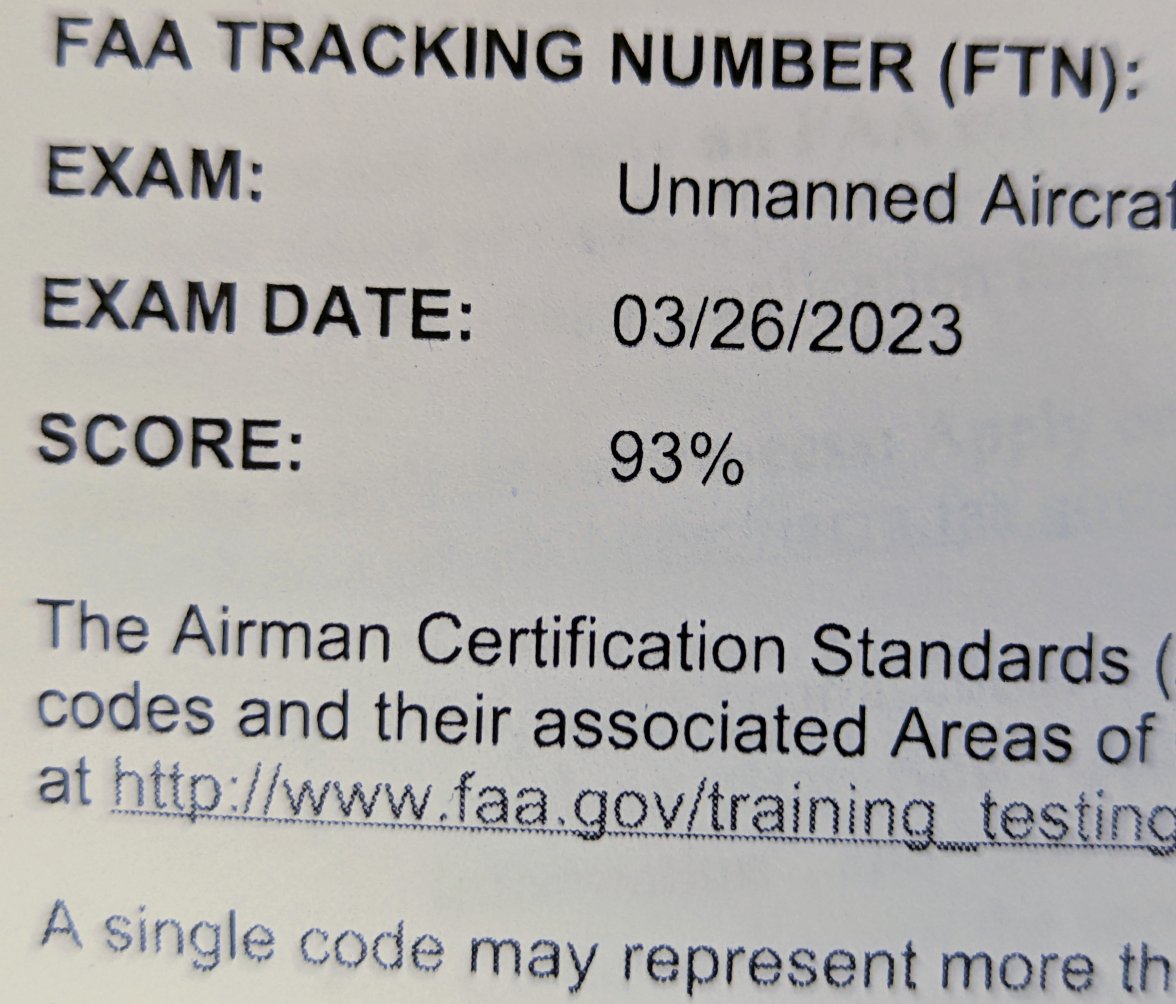 FAA TRACKING NUMBER (FTN):
EXAM: Unmanned Aircraf
EXAM DATE: 03/26/2023
SCORE: 93%
The Airman Certification Standards (
codes and their associated Areas of
at http://www.faa.gov/training_testing
A single code may represent more th